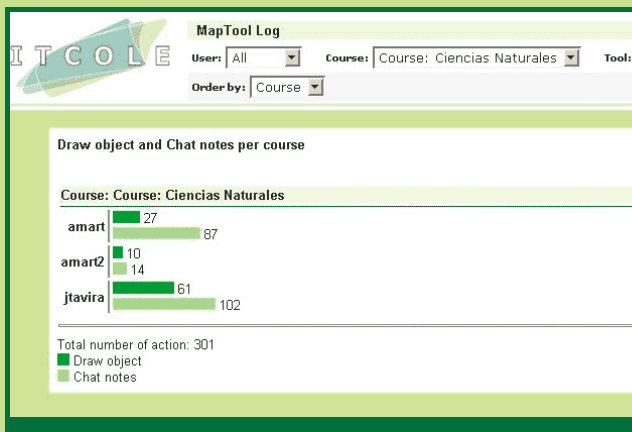 ITCOLE
MapTool Log
User: All Course: Course: Ciencias Naturales Tool:
Order by: Course
Draw object and Chat notes per course
Course: Course: Ciencias Naturales
amart 27
87
amart2 10
14
jtavira 61
102
Total number of action: 301
Draw object
Chat notes